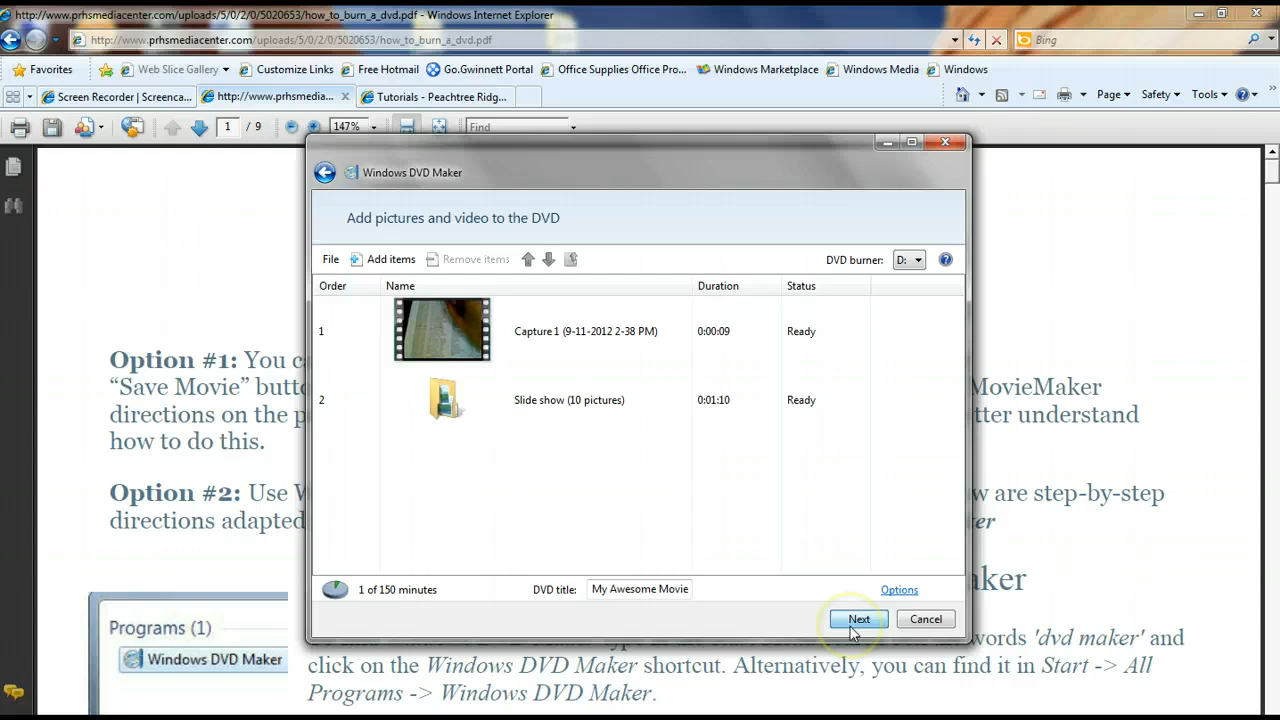 http://www.prhsmediacenter.com/uploads/5/0/2/0/5020653/how_to_burn_a_dvd.pdf - Windows Internet Explorer
http://www.prhsmediacenter.com/uploads/5/0/2/0/5020653/how_to_burn_a_dvd.pdf
Bing
Favorites Web Slice Gallery Customize Links Free Hotmail Go.Gwinnett Portal Office Supplies Office Pro... Windows Marketplace Windows Media Windows
Screen Recorder | Screenca... http://www.prhsmedia... Tutorials - Peachtree Ridg... Page Safety Tools
1 / 9 147% Find
Windows DVD Maker
Add pictures and video to the DVD
File Add items Remove items DVD burner: D:
Order Name Duration Status
1 Capture 1 (9-11-2012 2-38 PM) 0:00:09 Ready
2 Slide show (10 pictures) 0:01:10 Ready
1 of 150 minutes DVD title: My Awesome Movie Options
Next Cancel
Option #1: You ca
MovieMaker
"Save Movie" butto
directions on the p
tter understand
how to do this.
Option #2: Use W
w are step-by-step
directions adapted
er
aker
Programs (1)
Windows DVD Maker
words 'dvd maker' and
click on the Windows DVD Maker shortcut. Alternatively, you can find it in Start -> All
Programs -> Windows DVD Maker.